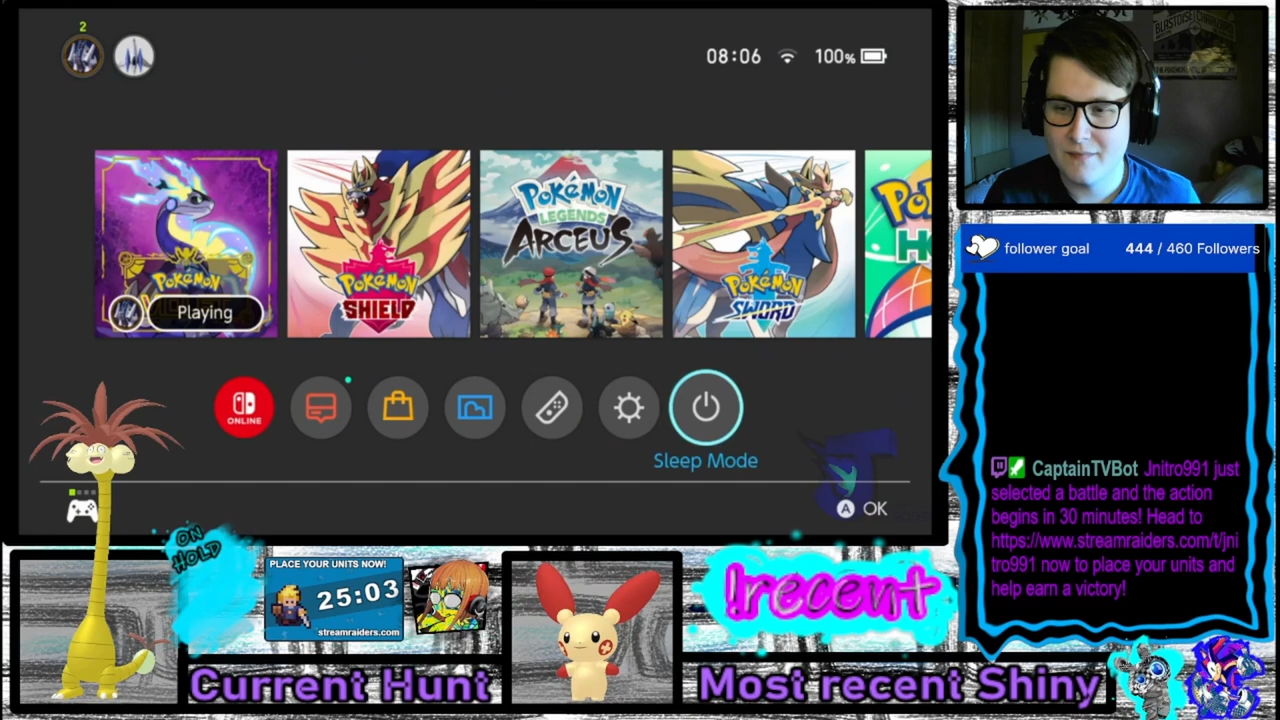 2
08:06
100%
Pokémon
Playing
Pokémon
SHIELD
Pokémon
LEGENDS
ARCEUS
Pokémon
SWORD
ONLINE
Sleep Mode
A OK
follower goal 444 / 460 Followers
CaptainTVBot Jnitro991 just
selected a battle and the action
begins in 30 minutes! Head to
https://www.streamraiders.com/t/jni
tro991 now to place your units and
help earn a victory!
ON
HOLD
PLACE YOUR UNITS NOW!
25:03
streamraiders.com
!recent
Current Hunt
Most recent Shiny